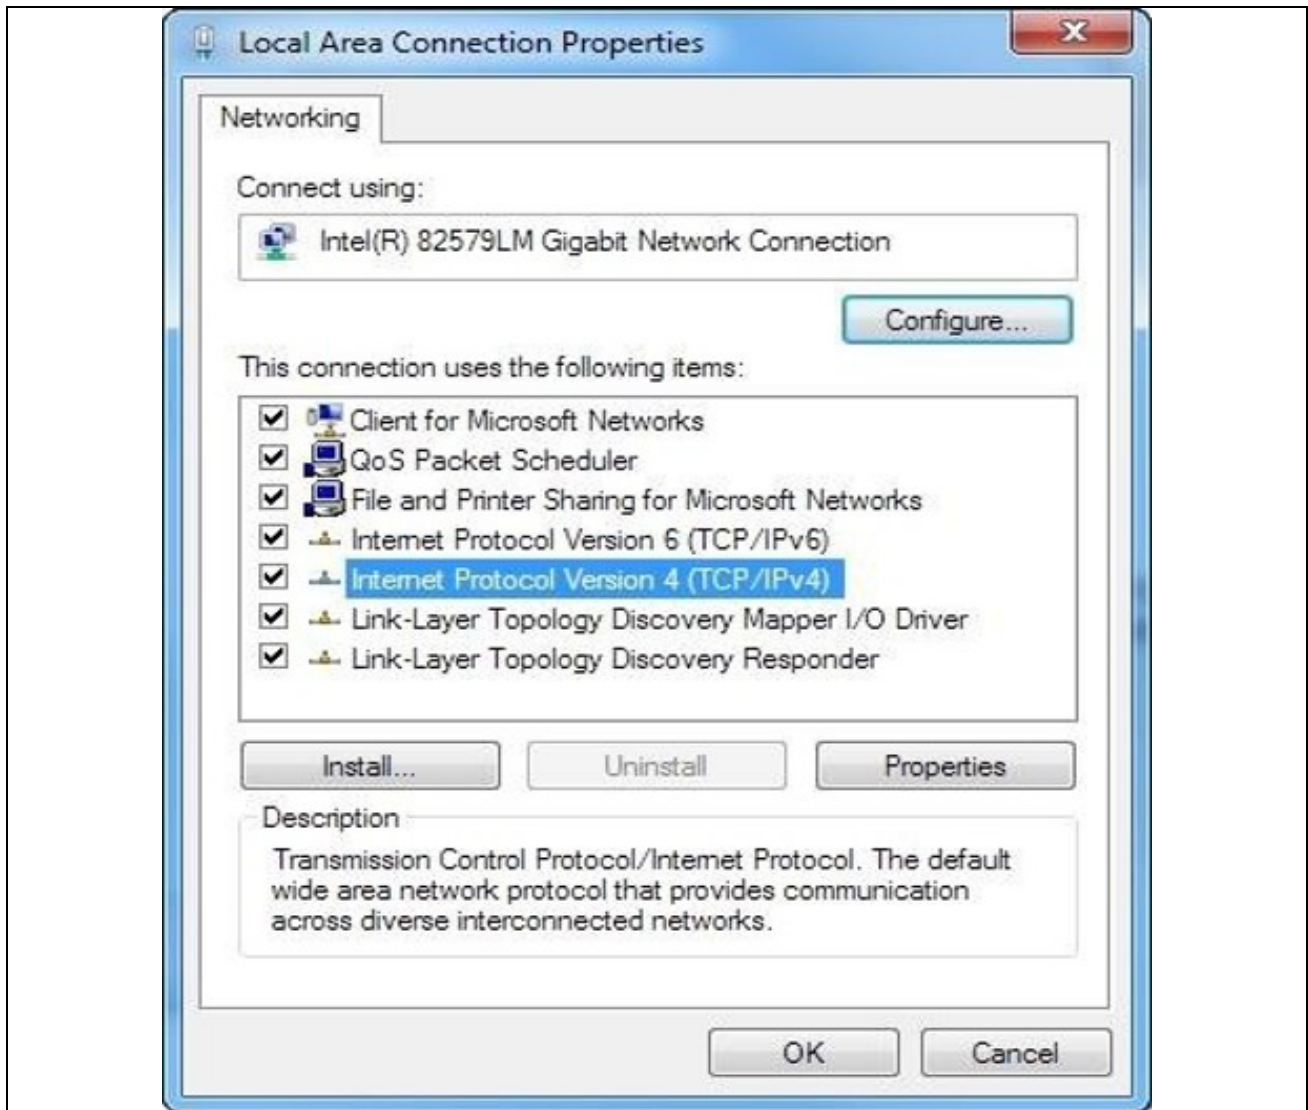 Local Area Connection Properties
Networking
Connect using:
Intel(R) 82579LM Gigabit Network Connection
Configure...
This connection uses the following items:
Client for Microsoft Networks
QoS Packet Scheduler
File and Printer Sharing for Microsoft Networks
Internet Protocol Version 6 (TCP/IPv6)
Internet Protocol Version 4 (TCP/IPv4)
Link-Layer Topology Discovery Mapper I/O Driver
Link-Layer Topology Discovery Responder
Install... Uninstall Properties
Description
Transmission Control Protocol/Internet Protocol. The default
wide area network protocol that provides communication
across diverse interconnected networks.
OK Cancel